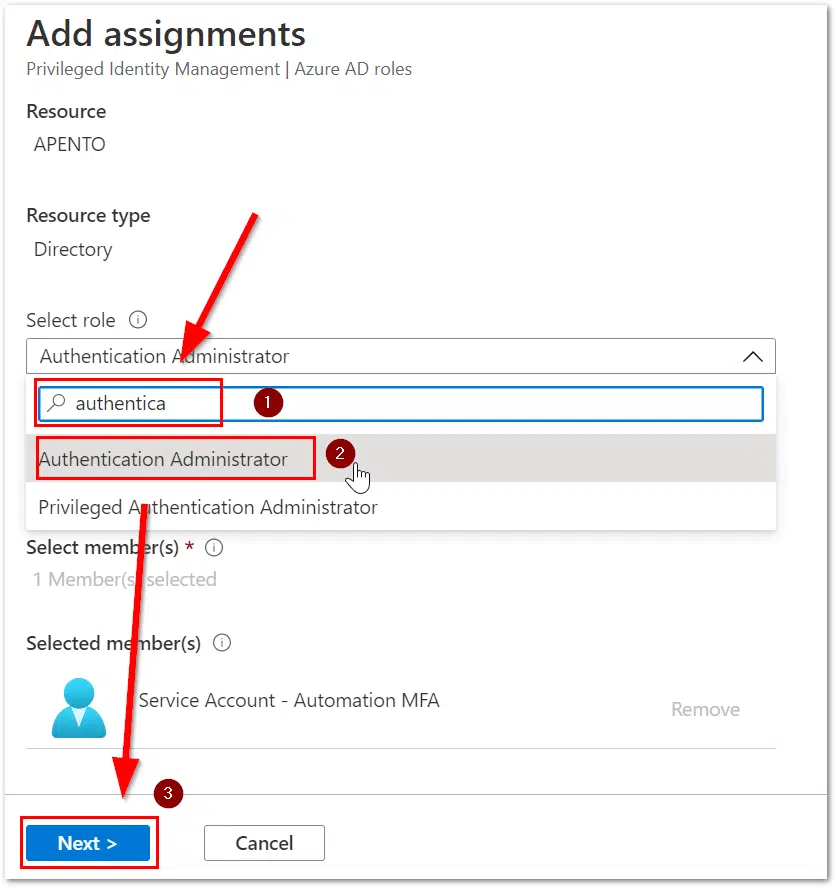 Add assignments
Privileged Identity Management | Azure AD roles
Resource
APENTO
Resource type
Directory
Select role
Authentication Administrator
authentica
1
Authentication Administrator
2
Privileged Authentication Administrator
Select member(s) *
1 Member(s) selected
Selected member(s)
Service Account - Automation MFA
Remove
3
Next >
Cancel